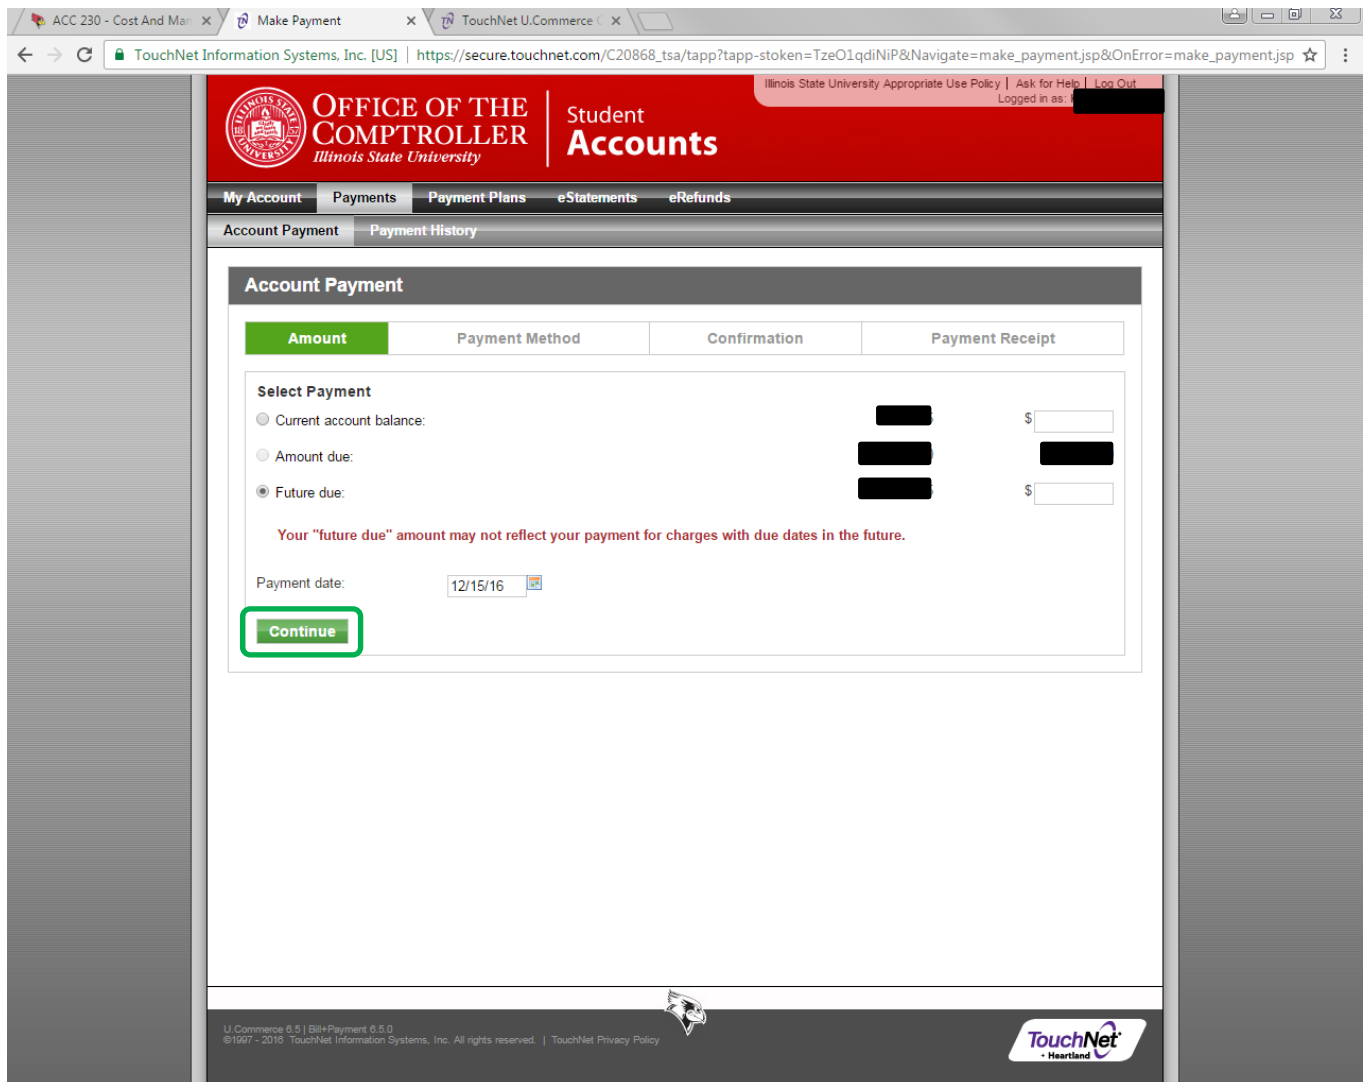 ACC 230 - Cost And Man
Make Payment
TouchNet U.Commerce C
TouchNet Information Systems, Inc. [US] | https://secure.touchnet.com/C20868_tsa/tapp?tapp-stoken=TzeO1qdiNiP&Navigate=make_payment.jsp&OnError=make_payment.jsp
Illinois State University Appropriate Use Policy | Ask for Help | Log Out
Logged in as:
ILLINOIS STATE UNIVERSITY
18 57
OFFICE OF THE
COMPTROLLER
Illinois State University
Student
Accounts
My Account Payments Payment Plans eStatements eRefunds
Account Payment Payment History
Account Payment
Amount Payment Method Confirmation Payment Receipt
Select Payment
Current account balance: $
Amount due:
Future due: $
Your "future due" amount may not reflect your payment for charges with due dates in the future.
Payment date: 12/15/16
Continue
U.Commerce 6.5 | Bill+Payment 6.5.0
©1997 - 2016 TouchNet Information Systems, Inc. All rights reserved. | TouchNet Privacy Policy
TouchNet
+ Heartland